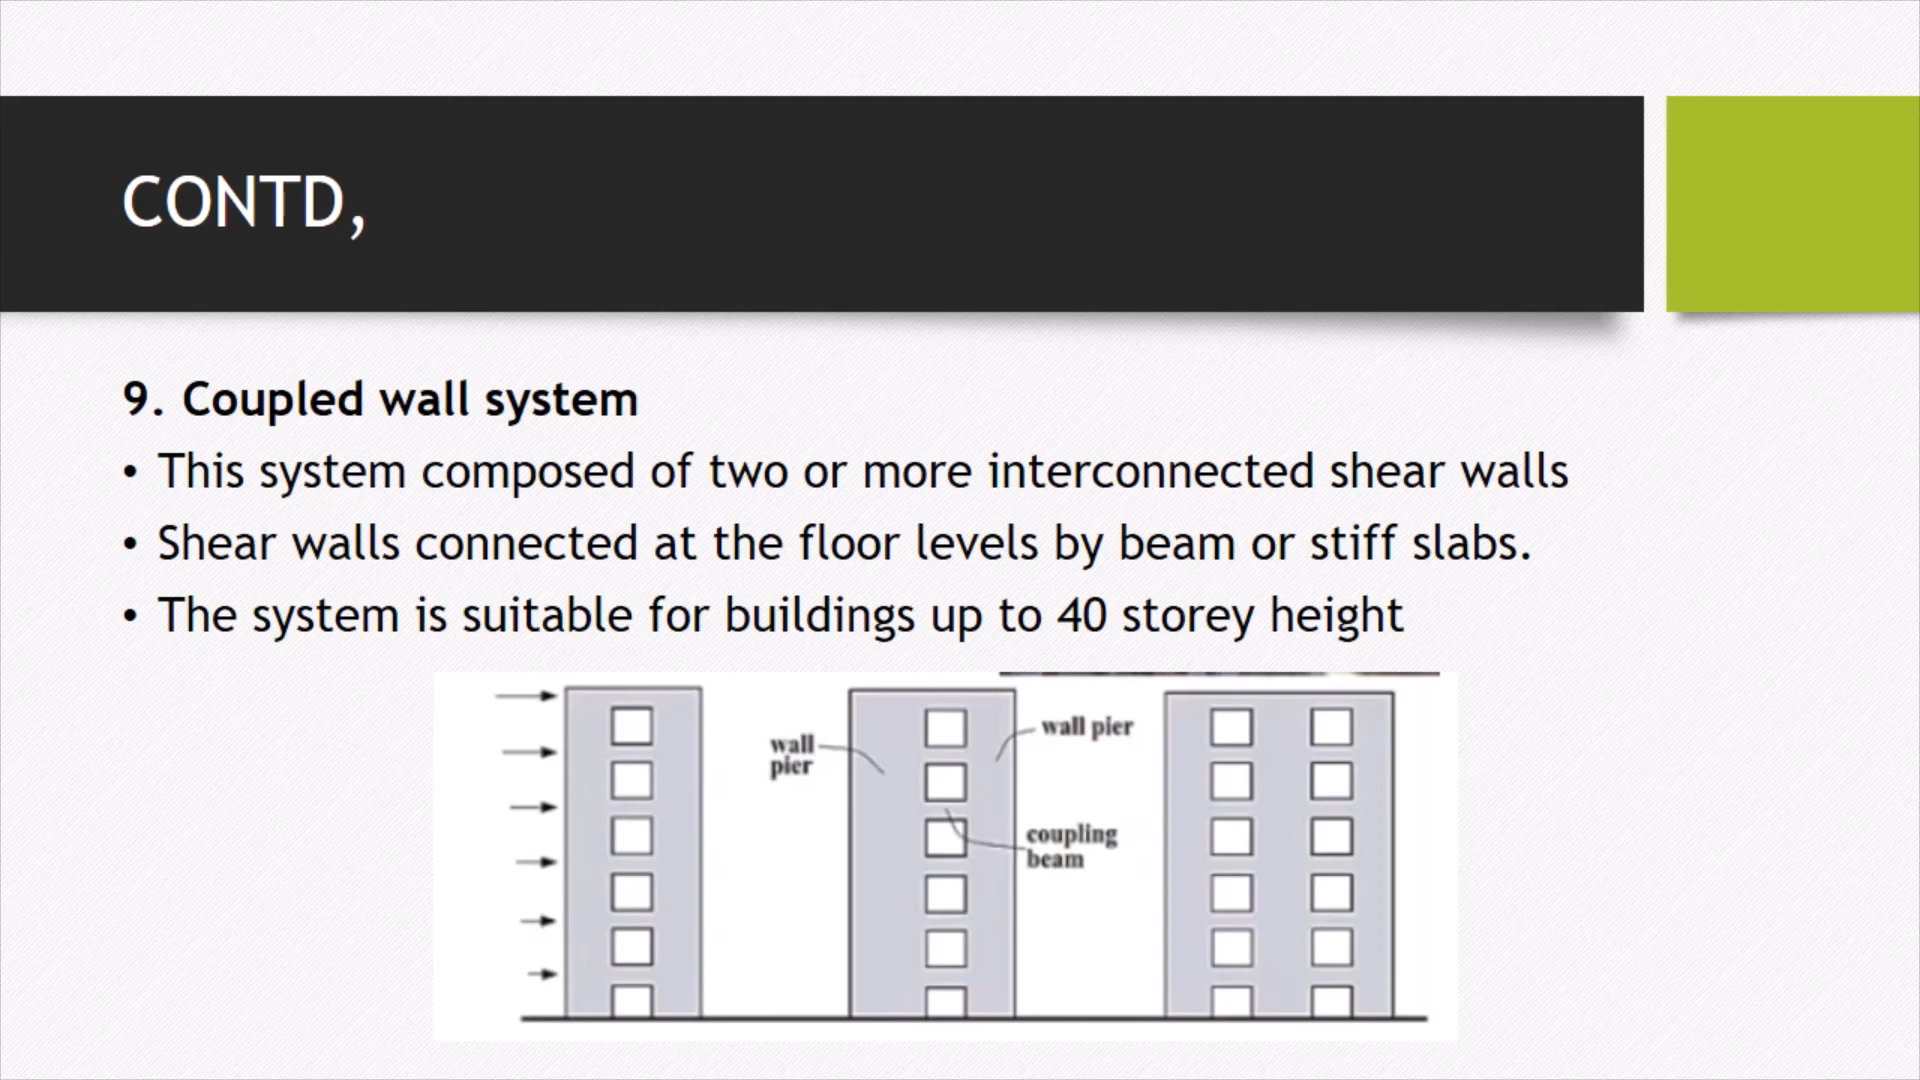 CONTD,
9. Coupled wall system
• This system composed of two or more interconnected shear walls
• Shear walls connected at the floor levels by beam or stiff slabs.
• The system is suitable for buildings up to 40 storey height
wall
pier
wall pier
coupling
beam